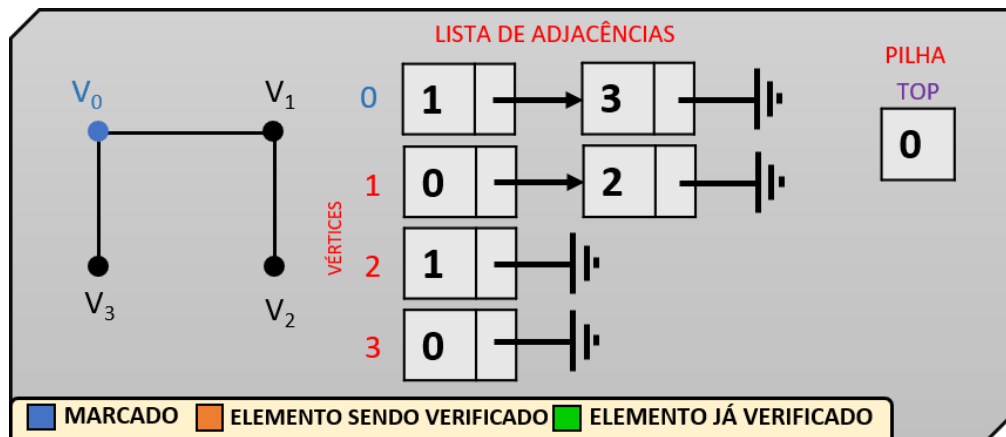 LISTA DE ADJACÊNCIAS
PILHA
TOP
V₀ V₁
0 1 3
0
1 0 2
VÉRTICES
2 1
V₃ V₂
3 0
MARCADO ELEMENTO SENDO VERIFICADO ELEMENTO JÁ VERIFICADO